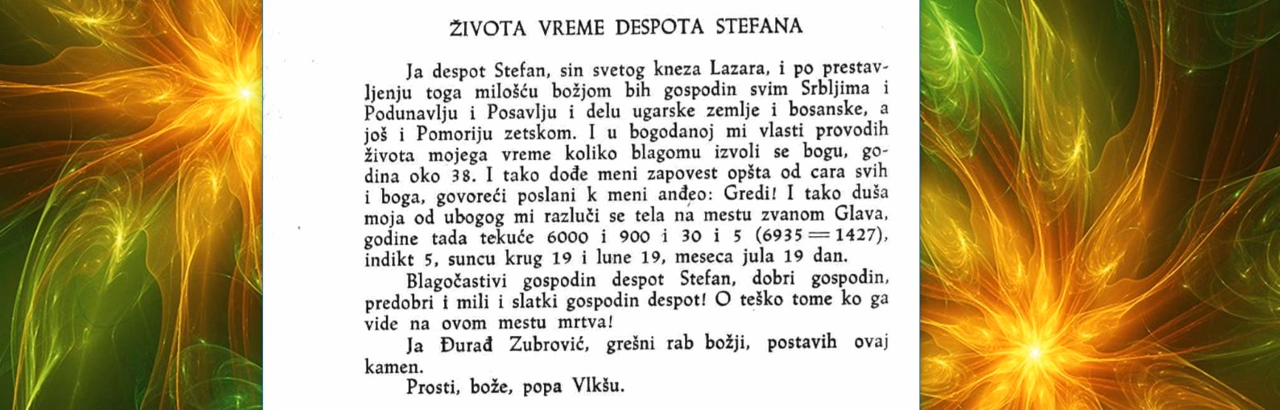 ŽIVOTA VREME DESPOTA STEFANA
Ja despot Stefan, sin svetog kneza Lazara, i po prestav-
ljenju toga milošću božjom bih gospodin svim Srbljima i
Podunavlju i Posavlju i delu ugarske zemlje i bosanske, a
još i Pomoriju zetskom. I u bogodanoj mi vlasti provodih
života mojega vreme koliko blagomu izvoli se bogu, go-
dina oko 38. I tako dođe meni zapovest opšta od cara svih
i boga, govoreći poslani k meni anđeo: Gredi! I tako duša
moja od ubogog mi razluči se tela na mestu zvanom Glava,
godine tada tekuće 6000 i 900 i 30 i 5 (6935 = 1427),
indikt 5, suncu krug 19 i lune 19, meseca jula 19 dan.
Blagočastivi gospodin despot Stefan, dobri gospodin,
predobri i mili i slatki gospodin despot! O teško tome ko ga
vide na ovom mestu mrtva!
Ja Đurađ Zubrović, grešni rab božji, postavih ovaj
kamen.
Prosti, bože, popa Vlkšu.